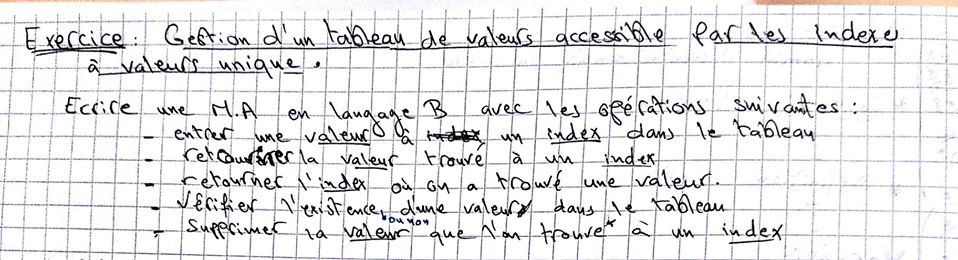 Exercice : Gestion d'un tableau de valeurs accessible par les indexe
à valeurs unique.
Ecrire une M.A en langage B avec les opérations suivantes :
- entrer une valeur à un index dans le tableau
- retourner la valeur trouvé à un index
- retourner l'index où on a trouvé une valeur.
- Vérifier l'existence d'une valeur dans le tableau
ou non
- Supprimer la valeur que l'on trouve à un index